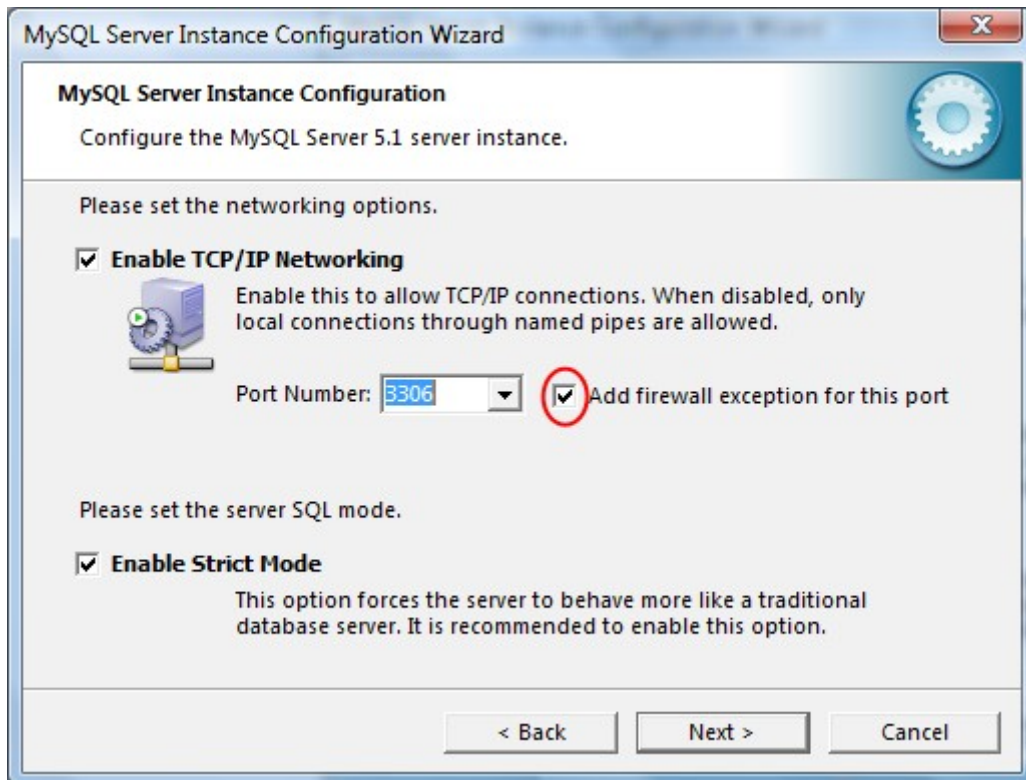 MySQL Server Instance Configuration Wizard
MySQL Server Instance Configuration
Configure the MySQL Server 5.1 server instance.
Please set the networking options.
Enable TCP/IP Networking
Enable this to allow TCP/IP connections. When disabled, only
local connections through named pipes are allowed.
Port Number: 3306 Add firewall exception for this port
Please set the server SQL mode.
Enable Strict Mode
This option forces the server to behave more like a traditional
database server. It is recommended to enable this option.
< Back Next > Cancel